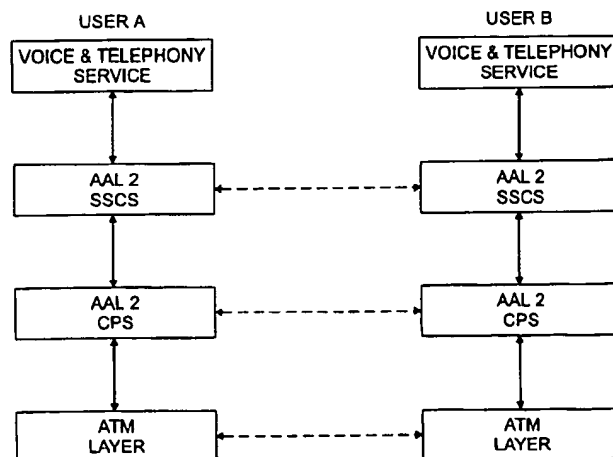 USER A
VOICE & TELEPHONY
SERVICE
AAL 2
SSCS
AAL 2
CPS
ATM
LAYER
USER B
VOICE & TELEPHONY
SERVICE
AAL 2
SSCS
AAL 2
CPS
ATM
LAYER